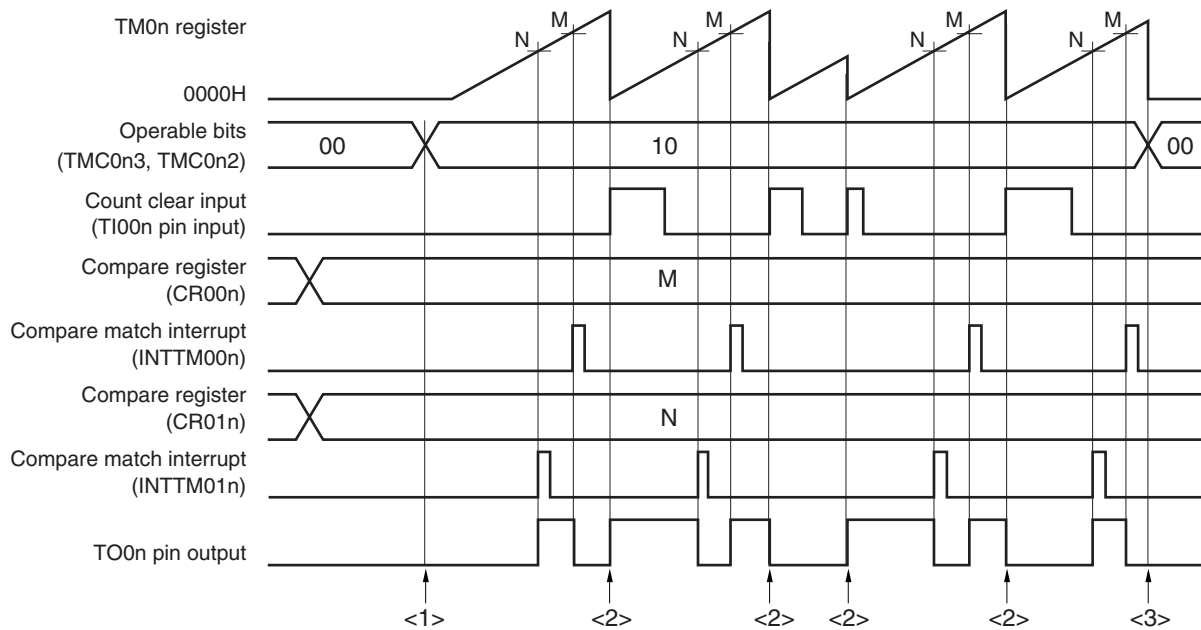 TM0n register
N M N M N M N M
0000H
Operable bits
(TMC0n3, TMC0n2)
00 10 00
Count clear input
(TI00n pin input)
Compare register
(CR00n)
M
Compare match interrupt
(INTTM00n)
Compare register
(CR01n)
N
Compare match interrupt
(INTTM01n)
TO0n pin output
<1> <2> <2> <2> <2> <3>